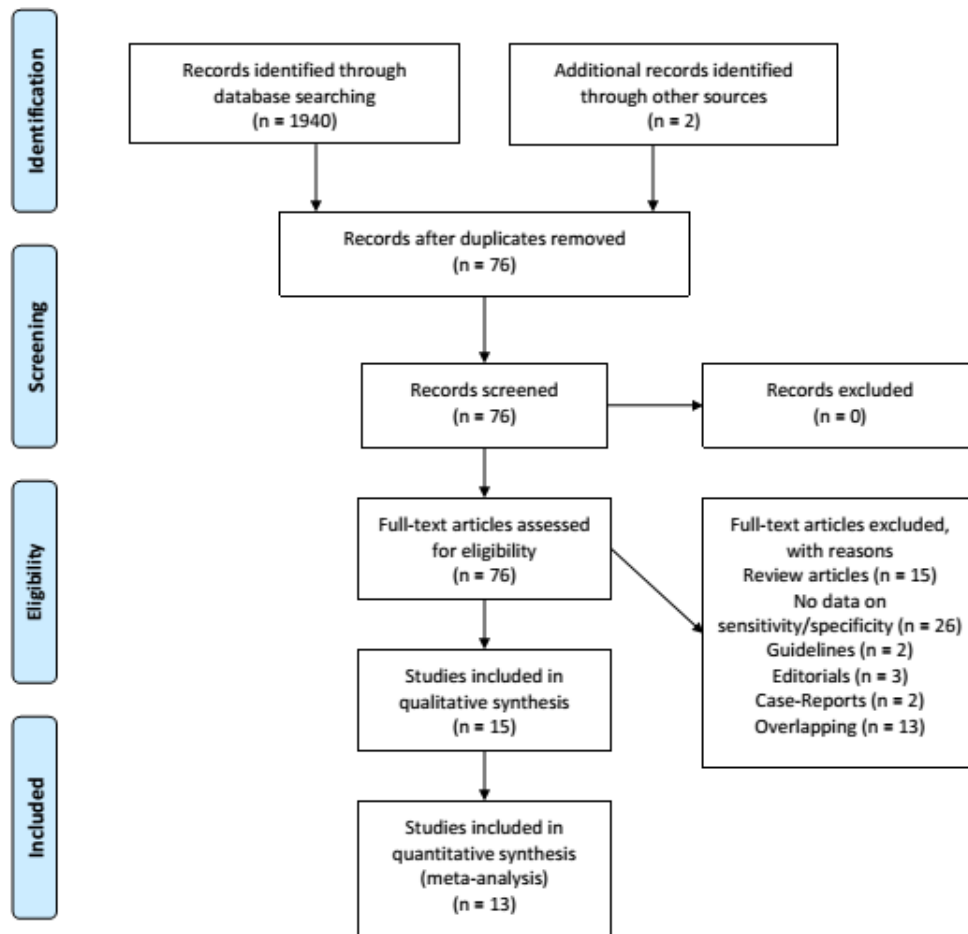 Identification
Records identified through
database searching
(n = 1940)
Additional records identified
through other sources
(n = 2)
Records after duplicates removed
(n = 76)
Screening
Records screened
(n = 76)
Records excluded
(n = 0)
Eligibility
Full-text articles assessed
for eligibility
(n = 76)
Full-text articles excluded,
with reasons
Review articles (n = 15)
No data on
sensitivity/specificity (n = 26)
Guidelines (n = 2)
Editorials (n = 3)
Case-Reports (n = 2)
Overlapping (n = 13)
Studies included in
qualitative synthesis
(n = 15)
Included
Studies included in
quantitative synthesis
(meta-analysis)
(n = 13)